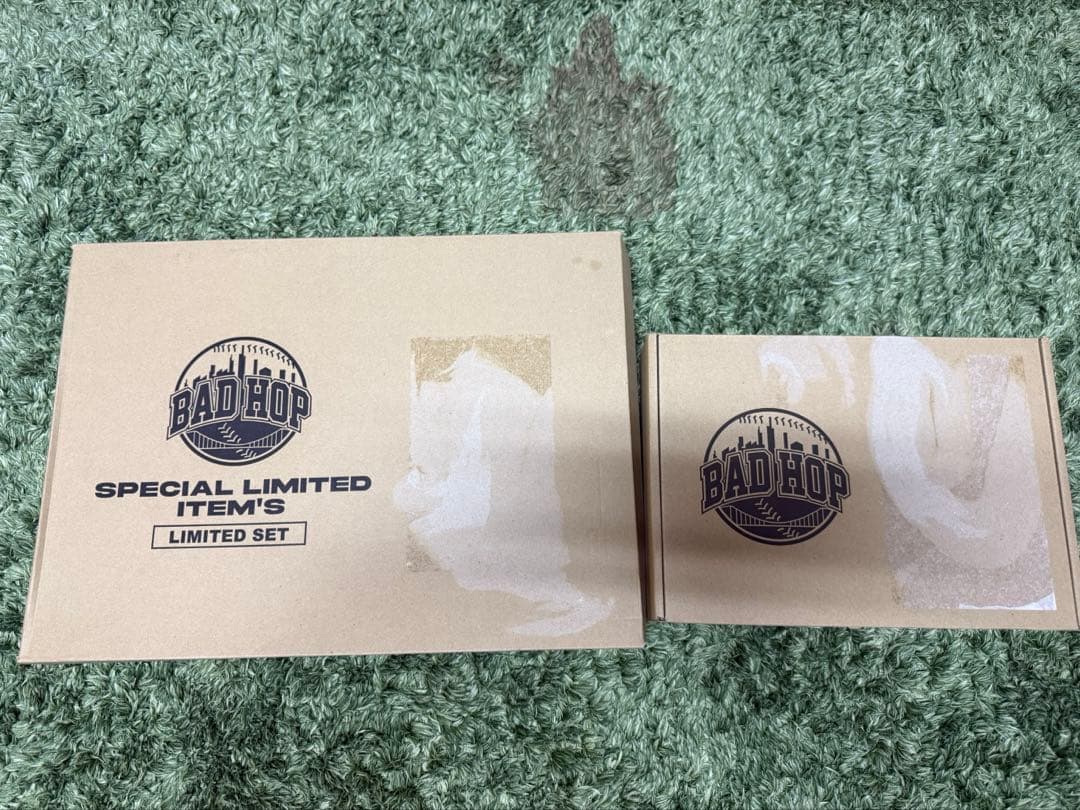 BAD HOP
SPECIAL LIMITED
ITEM'S
LIMITED SET
BAD HOP